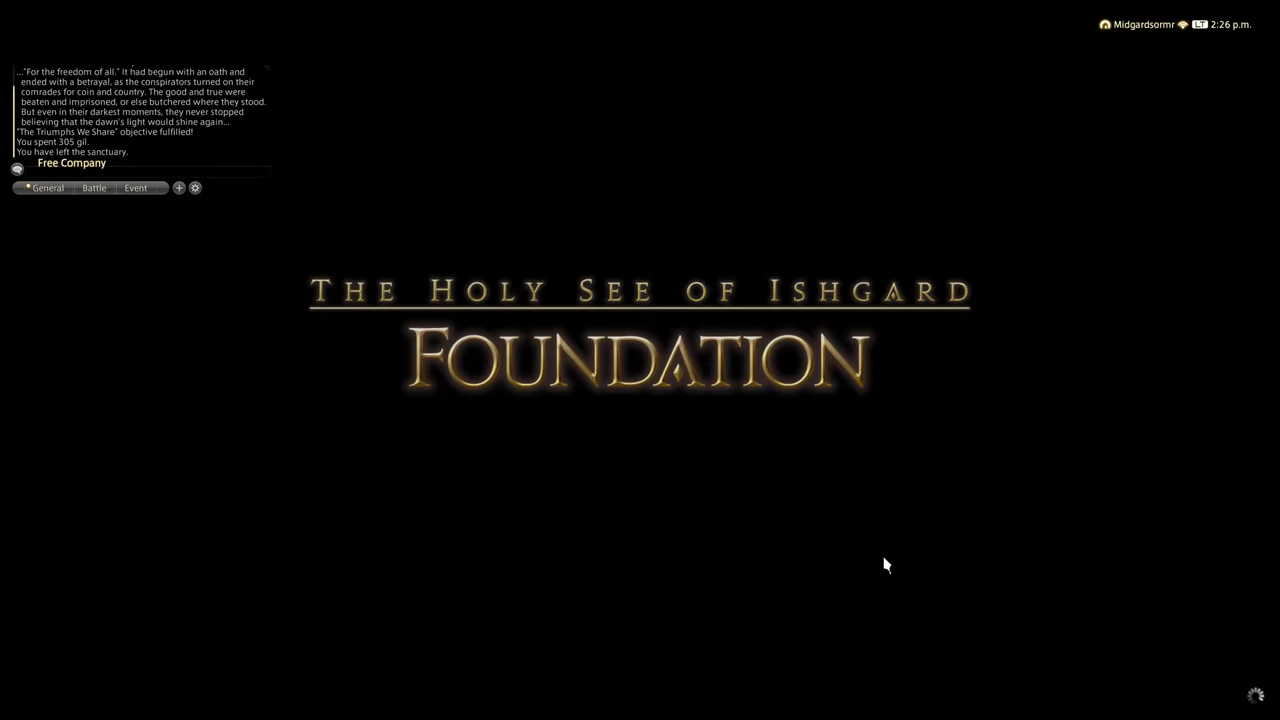 Midgardsormr LT 2:26 p.m.
..."For the freedom of all." It had begun with an oath and
ended with a betrayal, as the conspirators turned on their
comrades for coin and country. The good and true were
beaten and imprisoned, or else butchered where they stood.
But even in their darkest moments, they never stopped
believing that the dawn's light would shine again...
"The Triumphs We Share" objective fulfilled!
You spent 305 gil.
You have left the sanctuary.
Free Company
General Battle Event
THE HOLY SEE OF ISHGARD
FOUNDATION